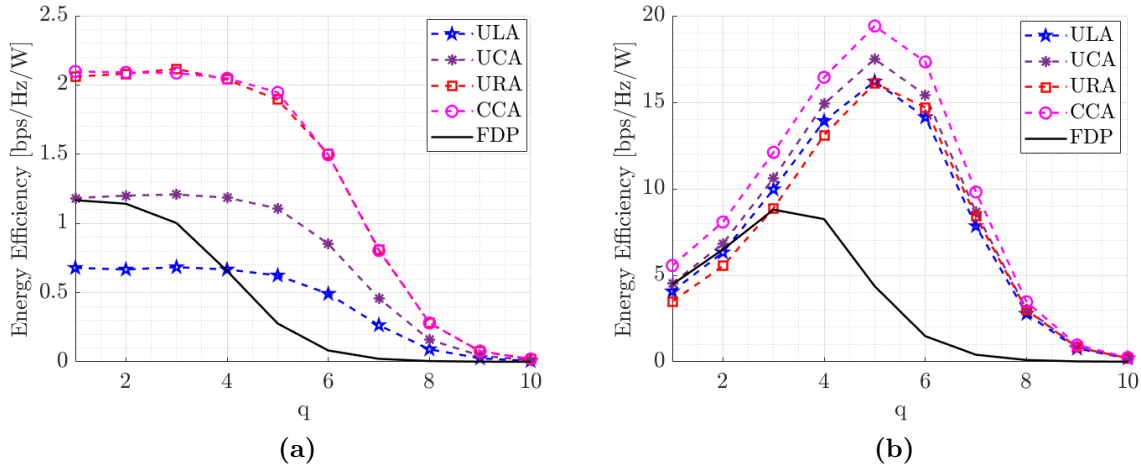 2.5
2
1.5
1
0.5
0
2 4 6 8 10
q
Energy Efficiency [bps/Hz/W]
ULA
UCA
URA
CCA
FDP
(a)
20
15
10
5
0
2 4 6 8 10
q
Energy Efficiency [bps/Hz/W]
ULA
UCA
URA
CCA
FDP
(b)